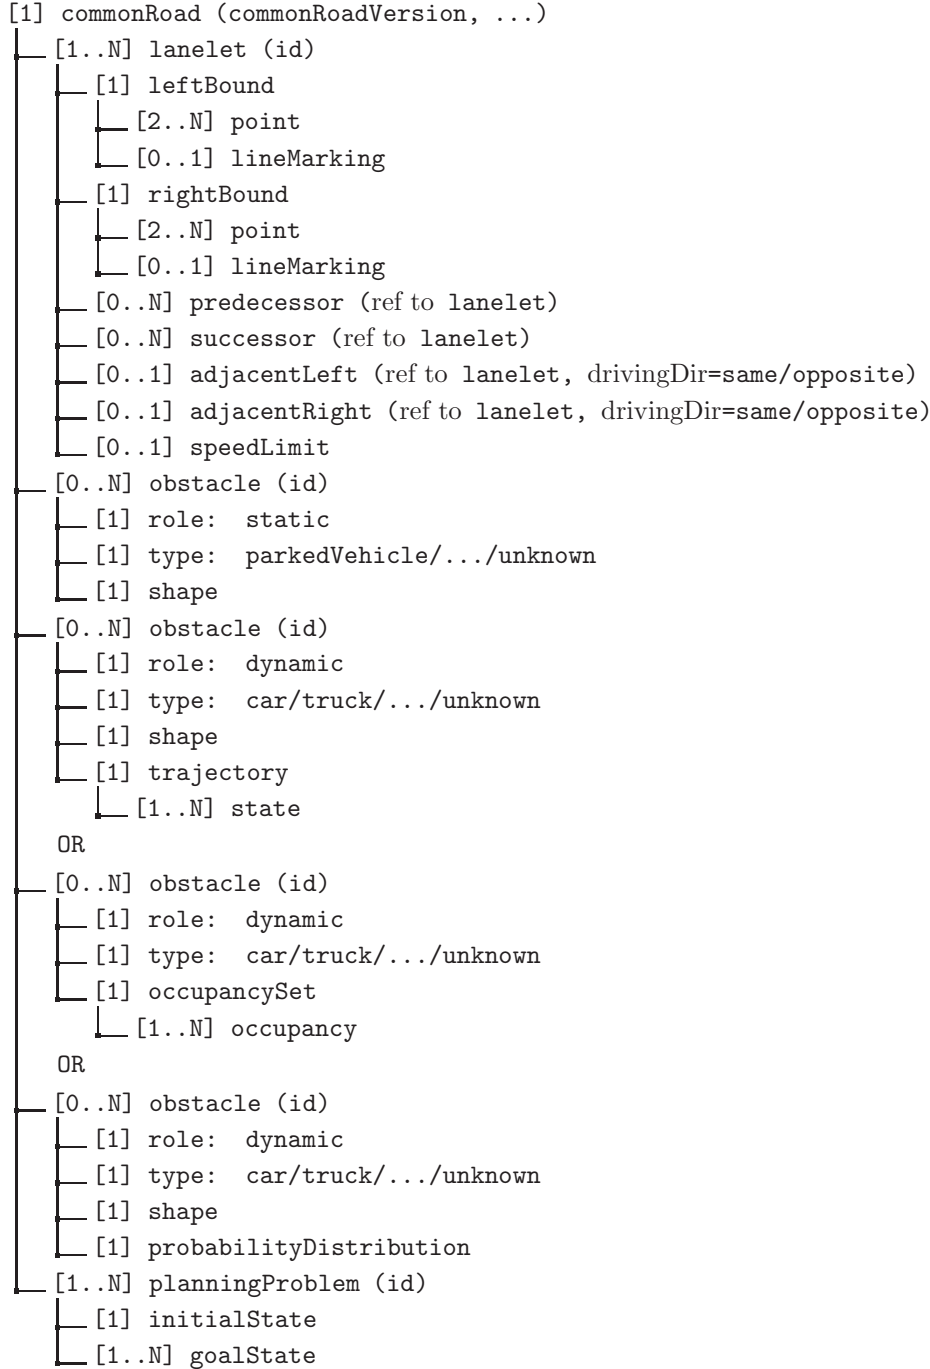 [1] commonRoad (commonRoadVersion, ...)
[1..N] lanelet (id)
[1] leftBound
[2..N] point
[0..1] lineMarking
[1] rightBound
[2..N] point
[0..1] lineMarking
[0..N] predecessor (ref to lanelet)
[0..N] successor (ref to lanelet)
[0..1] adjacentLeft (ref to lanelet, drivingDir=same/opposite)
[0..1] adjacentRight (ref to lanelet, drivingDir=same/opposite)
[0..1] speedLimit
[0..N] obstacle (id)
[1] role: static
[1] type: parkedVehicle/.../unknown
[1] shape
[0..N] obstacle (id)
[1] role: dynamic
[1] type: car/truck/.../unknown
[1] shape
[1] trajectory
[1..N] state
OR
[0..N] obstacle (id)
[1] role: dynamic
[1] type: car/truck/.../unknown
[1] occupancySet
[1..N] occupancy
OR
[0..N] obstacle (id)
[1] role: dynamic
[1] type: car/truck/.../unknown
[1] shape
[1] probabilityDistribution
[1..N] planningProblem (id)
[1] initialState
[1..N] goalState